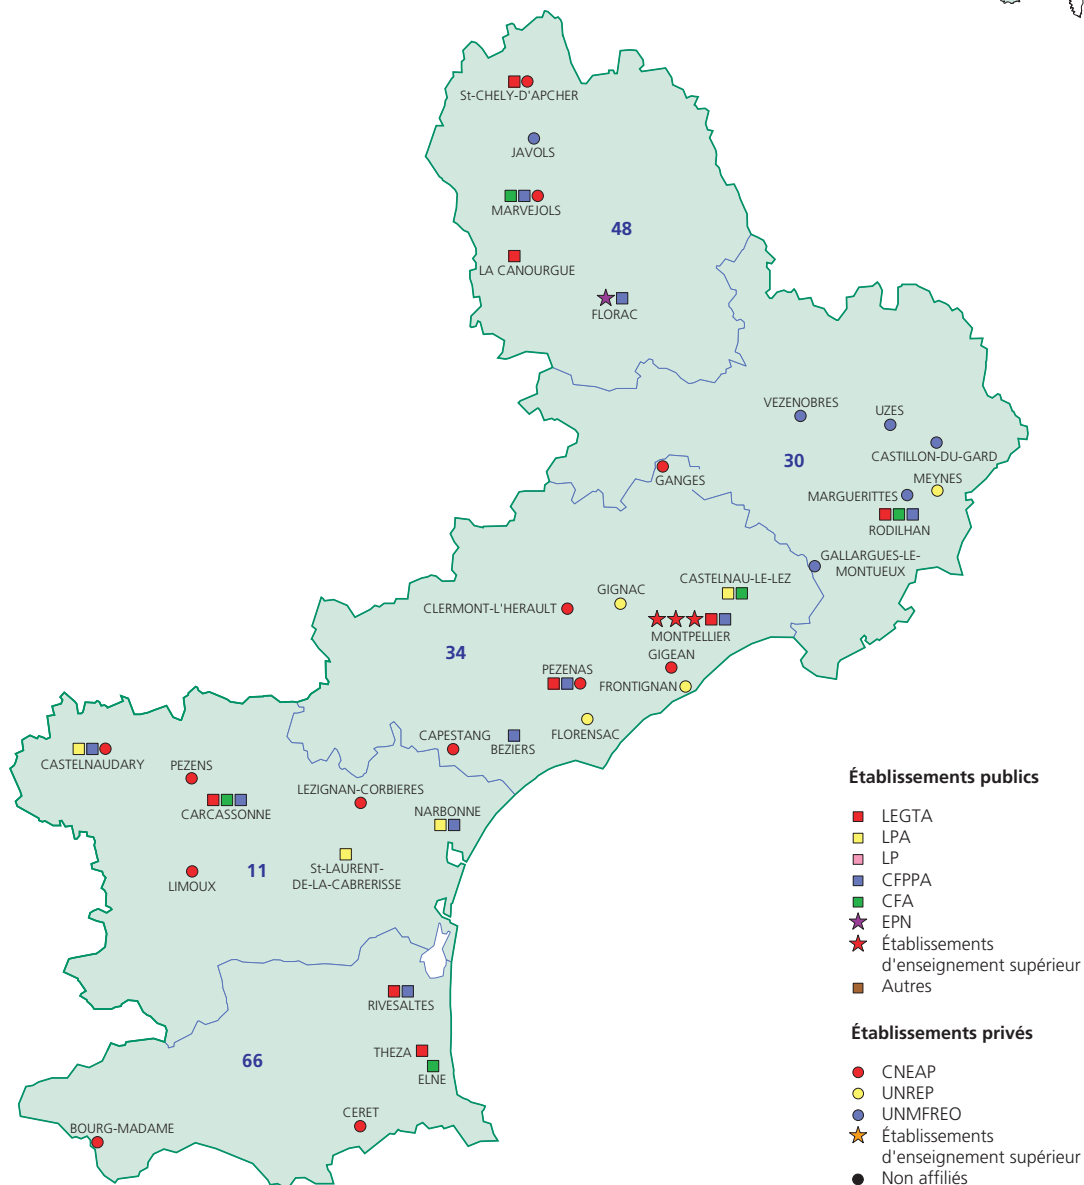 St-CHELY-D'APCHER
JAVOLS
MARVEJOLS
48
LA CANOURGUE
FLORAC
VEZENOBRES
UZES
CASTILLON-DU-GARD
30
GANGES
MEYNES
MARGUERITTES
RODILHAN
GALLARGUES-LE-
MONTUEUX
CASTELNAU-LE-LEZ
GIGNAC
CLERMONT-L'HERAULT
MONTPELLIER
34
GIGEAN
PEZENAS
FRONTIGNAN
FLORENSAC
CAPESTANG
BEZIERS
CASTELNAUDARY
PEZENS
LEZIGNAN-CORBIERES
CARCASSONNE
NARBONNE
11
St-LAURENT-
DE-LA-CABRERISSE
LIMOUX
RIVESALTES
THEZA
66
ELNE
CERET
BOURG-MADAME
Établissements publics
LEGTA
LPA
LP
CFPPA
CFA
EPN
Établissements
d'enseignement supérieur
Autres
Établissements privés
CNEAP
UNREP
UNMFREO
Établissements
d'enseignement supérieur
Non affiliés